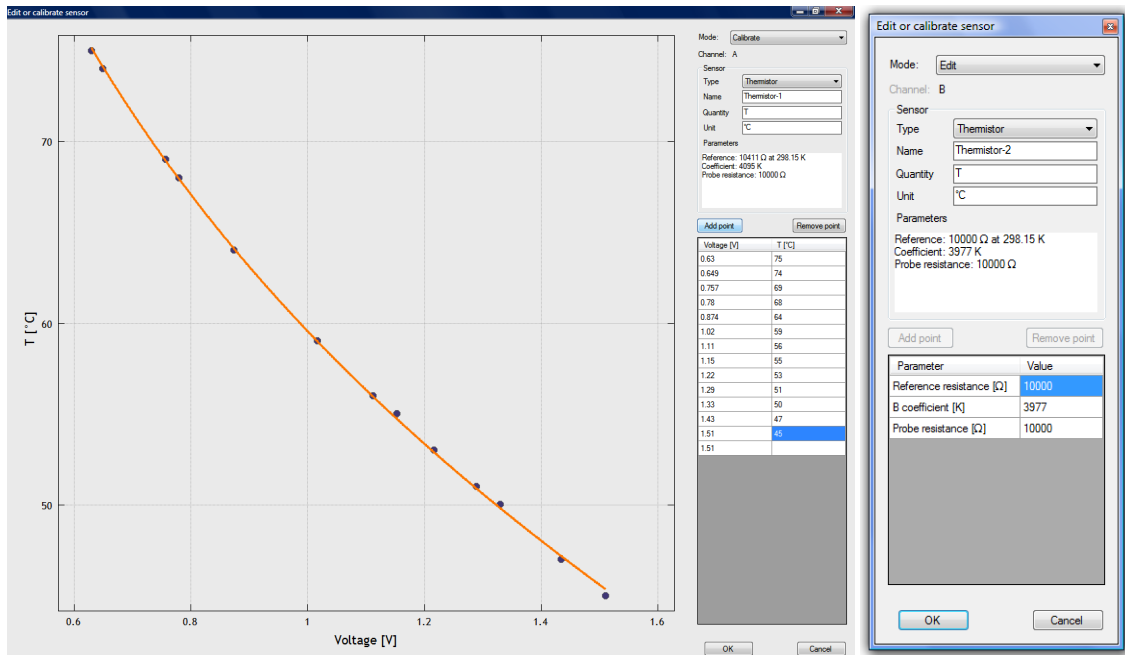 Edit or calibrate sensor
70
60
50
T [°C]
0.6 0.8 1 1.2 1.4 1.6
Voltage [V]
Mode: Calibrate
Channel: A
Sensor
Type Thermistor
Name Thermistor-1
Quantity T
Unit °C
Parameters
Reference: 10411 Ω at 298.15 K
Coefficient: 4095 K
Probe resistance: 10000 Ω
Add point Remove point
Voltage [V] T [°C]
0.63 75
0.649 74
0.757 69
0.78 68
0.874 64
1.02 59
1.11 56
1.15 55
1.22 53
1.29 51
1.33 50
1.43 47
1.51 45
1.51
OK Cancel
Edit or calibrate sensor
Mode: Edit
Channel: B
Sensor
Type Thermistor
Name Thermistor-2
Quantity T
Unit °C
Parameters
Reference: 10000 Ω at 298.15 K
Coefficient: 3977 K
Probe resistance: 10000 Ω
Add point Remove point
Parameter Value
Reference resistance [Ω] 10000
B coefficient [K] 3977
Probe resistance [Ω] 10000
OK Cancel